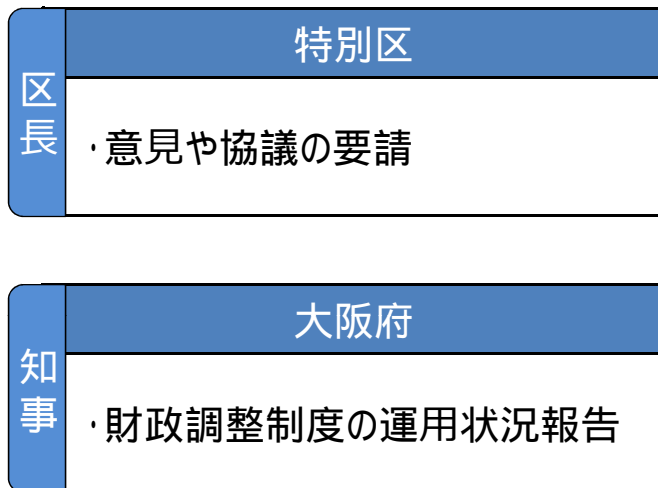 特別区
区長
・意見や協議の要請
大阪府
知事
・財政調整制度の運用状況報告